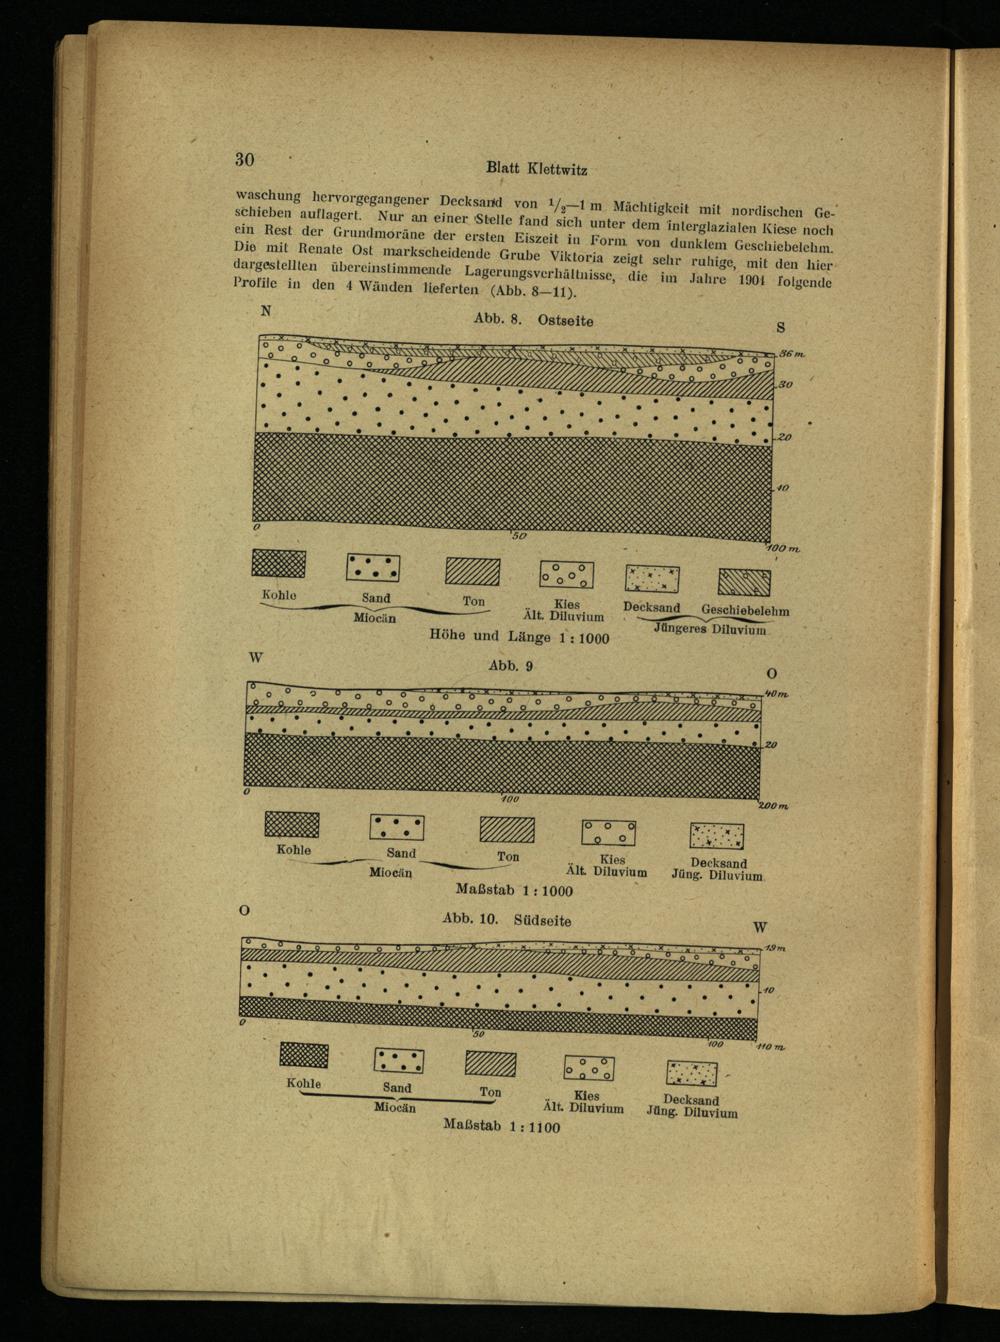 30
Blatt Klettwitz
waschung hervorgegangener Decksand von 1/2—1 m Mächtigkeit mit nordischen Ge-
schieben auflagert. Nur an einer Stelle fand sich unter dem interglazialen Kiese noch
ein Rest der Grundmoräne der ersten Eiszeit in Form von dunklem Geschiebelehm.
Die mit Renate Ost markscheidende Grube Viktoria zeigt sehr ruhige, mit den hier
dargestellten übereinstimmende Lagerungsverhältnisse, die im Jahre 1904 folgende
Profile in den 4 Wänden lieferten (Abb. 8—11).
N Abb. 8. Ostseite S
36 m
30
20
10
0 50 100 m
Kohle Sand Ton Kies Decksand Geschiebelehm
Miocän Ält. Diluvium Jüngeres Diluvium
Höhe und Länge 1 : 1000
W Abb. 9 O
40 m
20
0 100 200 m
Kohle Sand Ton Kies Decksand
Miocän Ält. Diluvium Jüng. Diluvium
Maßstab 1 : 1000
O Abb. 10. Südseite W
19 m
10
0 50 100 110 m
Kohle Sand Ton Kies Decksand
Miocän Ält. Diluvium Jüng. Diluvium
Maßstab 1 : 1100